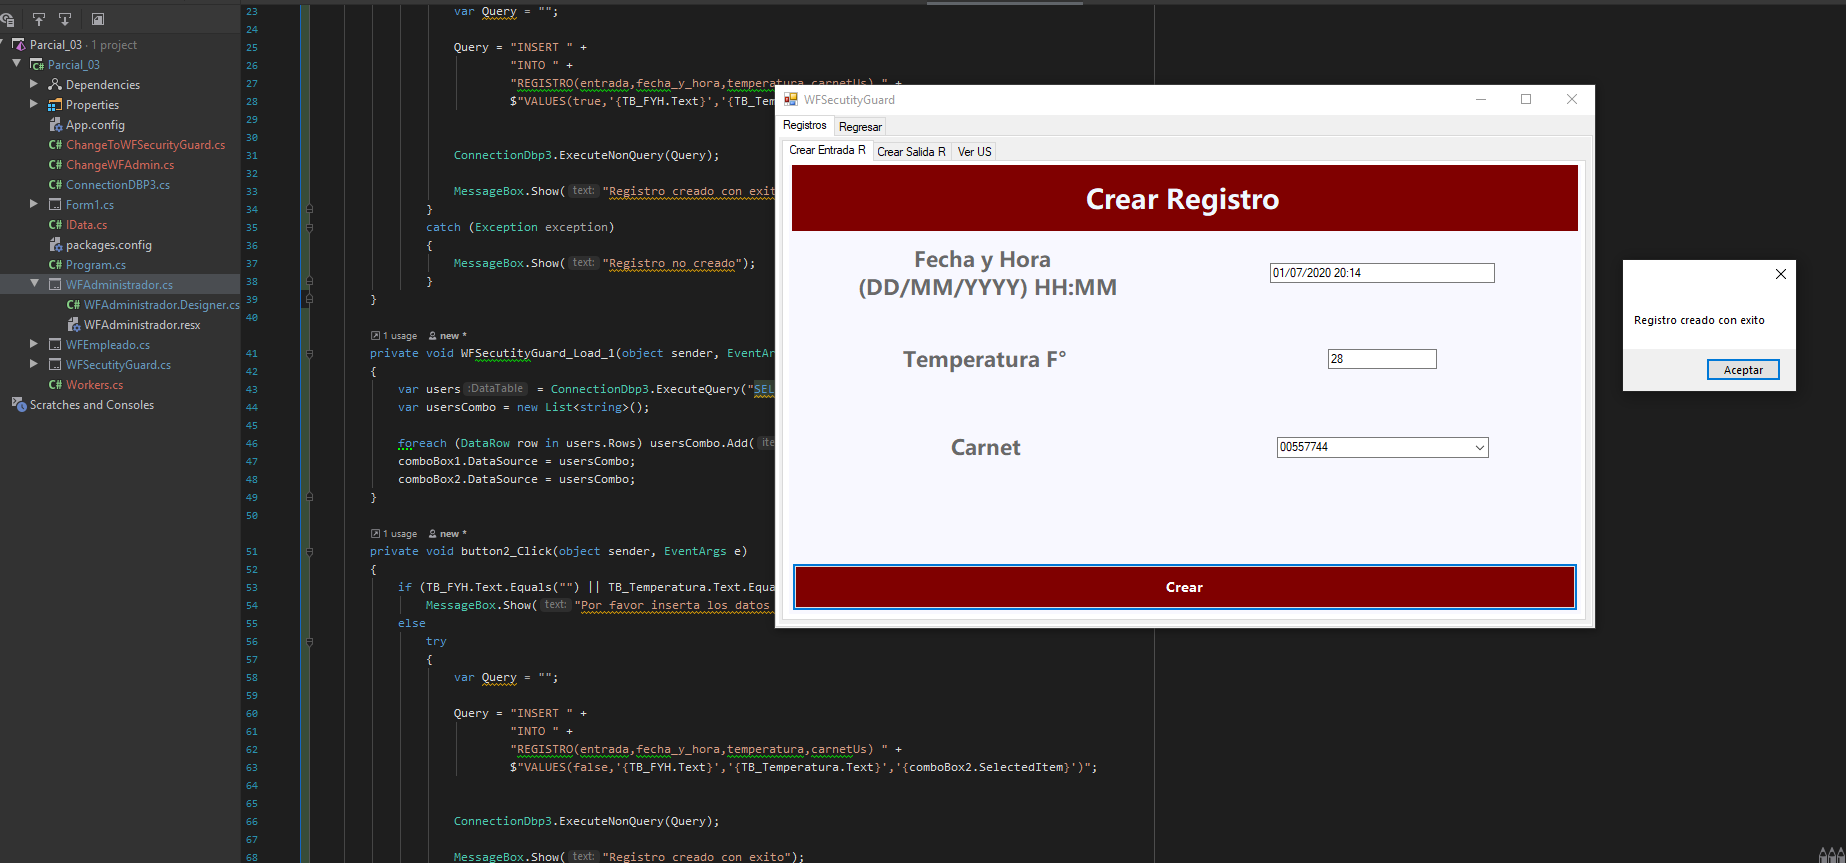 Parcial_03 · 1 project
Parcial_03
Dependencies
Properties
App.config
C# ChangeToWFSecurityGuard.cs
C# ChangeWFAdmin.cs
C# ConnectionDBP3.cs
Form1.cs
C# IData.cs
packages.config
C# Program.cs
WFAdministrador.cs
C# WFAdministrador.Designer.cs
WFAdministrador.resx
WFEmpleado.cs
WFSecutityGuard.cs
C# Workers.cs
Scratches and Consoles
23 var Query = "";
24
25 Query = "INSERT " +
26 "INTO " +
27 "REGISTRO(entrada,fecha_y_hora,temperatura,carnetUs) " +
28 $"VALUES(true,'{TB_FYH.Text}','{TB_Tem
29
30
31 ConnectionDbp3.ExecuteNonQuery(Query);
32
33 MessageBox.Show( text: "Registro creado con exit
34 }
35 catch (Exception exception)
36 {
37 MessageBox.Show( text: "Registro no creado");
38 }
39 }
40
1 usage new *
41 private void WFSecutityGuard_Load_1(object sender, EventAr
42 {
43 var users :DataTable = ConnectionDbp3.ExecuteQuery("SEL
44 var usersCombo = new List<string>();
45
46 foreach (DataRow row in users.Rows) usersCombo.Add( ite
47 comboBox1.DataSource = usersCombo;
48 comboBox2.DataSource = usersCombo;
49 }
50
1 usage new *
51 private void button2_Click(object sender, EventArgs e)
52 {
53 if (TB_FYH.Text.Equals("") || TB_Temperatura.Text.Equa
54 MessageBox.Show( text: "Por favor inserta los datos
55 else
56 try
57 {
58 var Query = "";
59
60 Query = "INSERT " +
61 "INTO " +
62 "REGISTRO(entrada,fecha_y_hora,temperatura,carnetUs) " +
63 $"VALUES(false,'{TB_FYH.Text}','{TB_Temperatura.Text}','{comboBox2.SelectedItem}')";
64
65
66 ConnectionDbp3.ExecuteNonQuery(Query);
67
68 MessageBox.Show( text: "Registro creado con exito");
WFSecutityGuard
Registros Regresar
Crear Entrada R Crear Salida R Ver US
Crear Registro
Fecha y Hora
(DD/MM/YYYY) HH:MM
01/07/2020 20:14
Temperatura F° 28
Carnet 00557744
Crear
Registro creado con exito
Aceptar